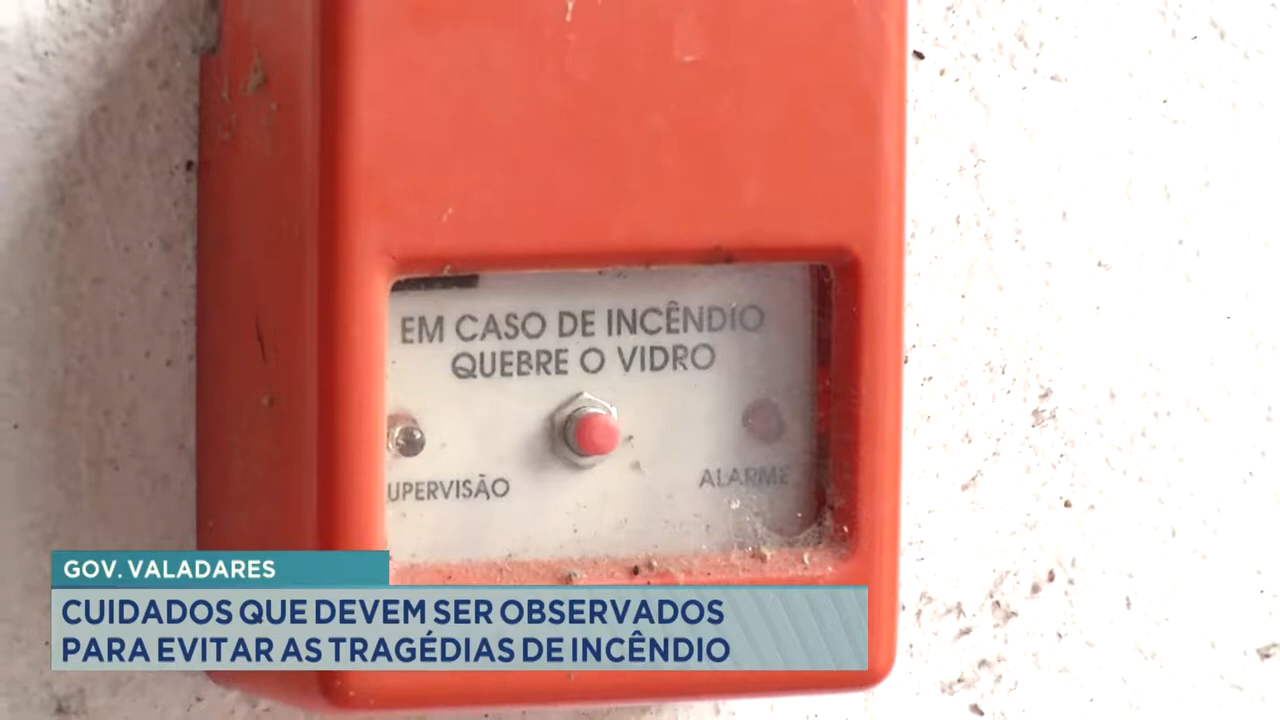 EM CASO DE INCÊNDIO
QUEBRE O VIDRO
UPERVISÃO
ALARME
GOV. VALADARES
CUIDADOS QUE DEVEM SER OBSERVADOS
PARA EVITAR AS TRAGÉDIAS DE INCÊNDIO